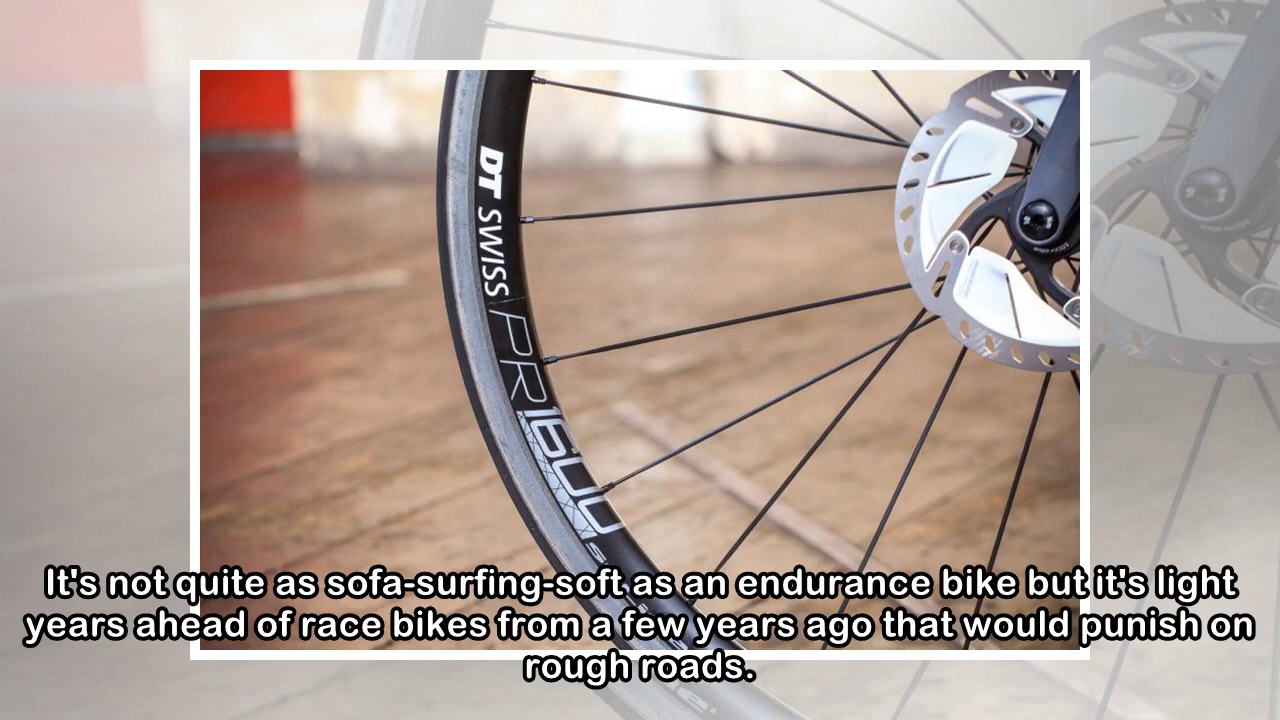 DT SWISS PR1600
It's not quite as sofa-surfing-soft as an endurance bike but it's light
years ahead of race bikes from a few years ago that would punish on
rough roads.